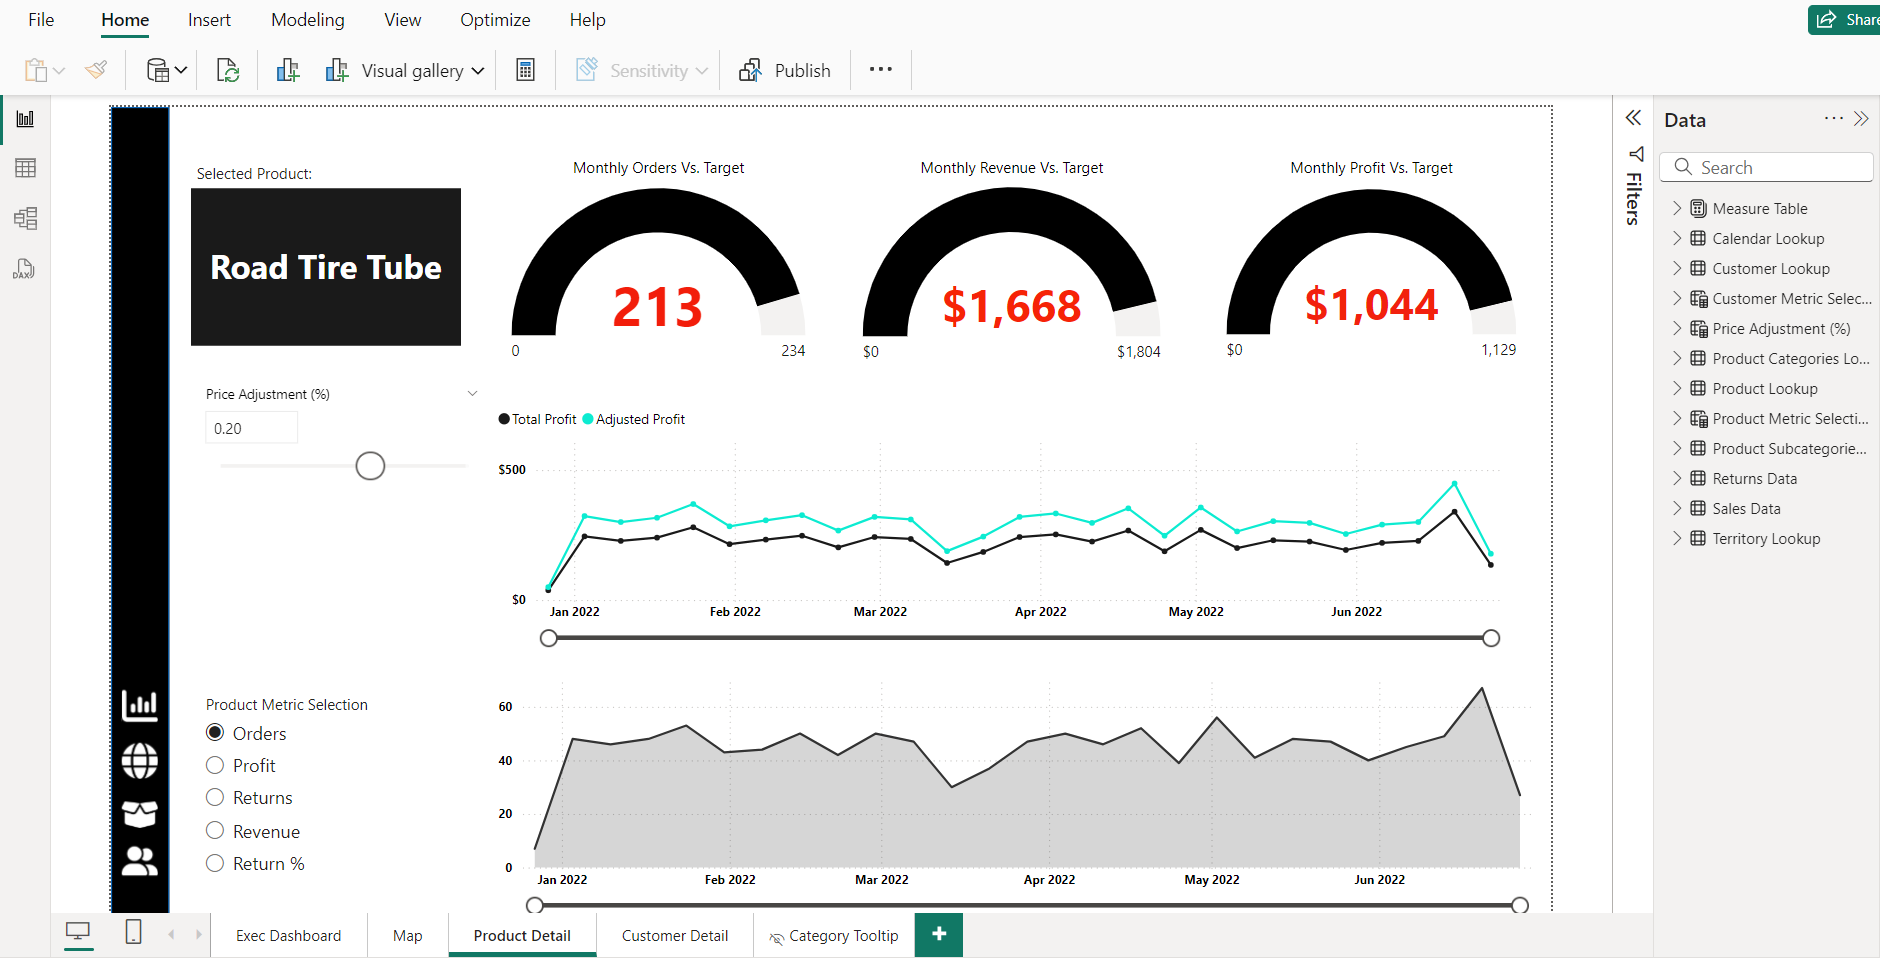 File Home Insert Modeling View Optimize Help
Share
Visual gallery Sensitivity Publish
DAX
Selected Product:
Road Tire Tube
Monthly Orders Vs. Target
213
0 234
Monthly Revenue Vs. Target
$1,668
$0 $1,804
Monthly Profit Vs. Target
$1,044
$0 1,129
Price Adjustment (%)
0.20
Total Profit Adjusted Profit
$500
$0
Jan 2022 Feb 2022 Mar 2022 Apr 2022 May 2022 Jun 2022
Product Metric Selection
Orders
Profit
Returns
Revenue
Return %
60
40
20
0
Jan 2022 Feb 2022 Mar 2022 Apr 2022 May 2022 Jun 2022
Filters
Data
Search
Measure Table
Calendar Lookup
Customer Lookup
Customer Metric Selec...
Price Adjustment (%)
Product Categories Lo...
Product Lookup
Product Metric Selecti...
Product Subcategorie...
Returns Data
Sales Data
Territory Lookup
Exec Dashboard Map Product Detail Customer Detail Category Tooltip